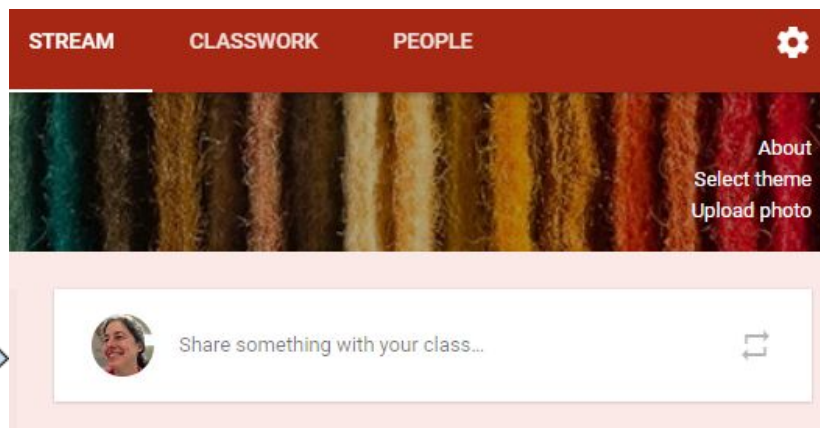 STREAM CLASSWORK PEOPLE
About
Select theme
Upload photo
Share something with your class...